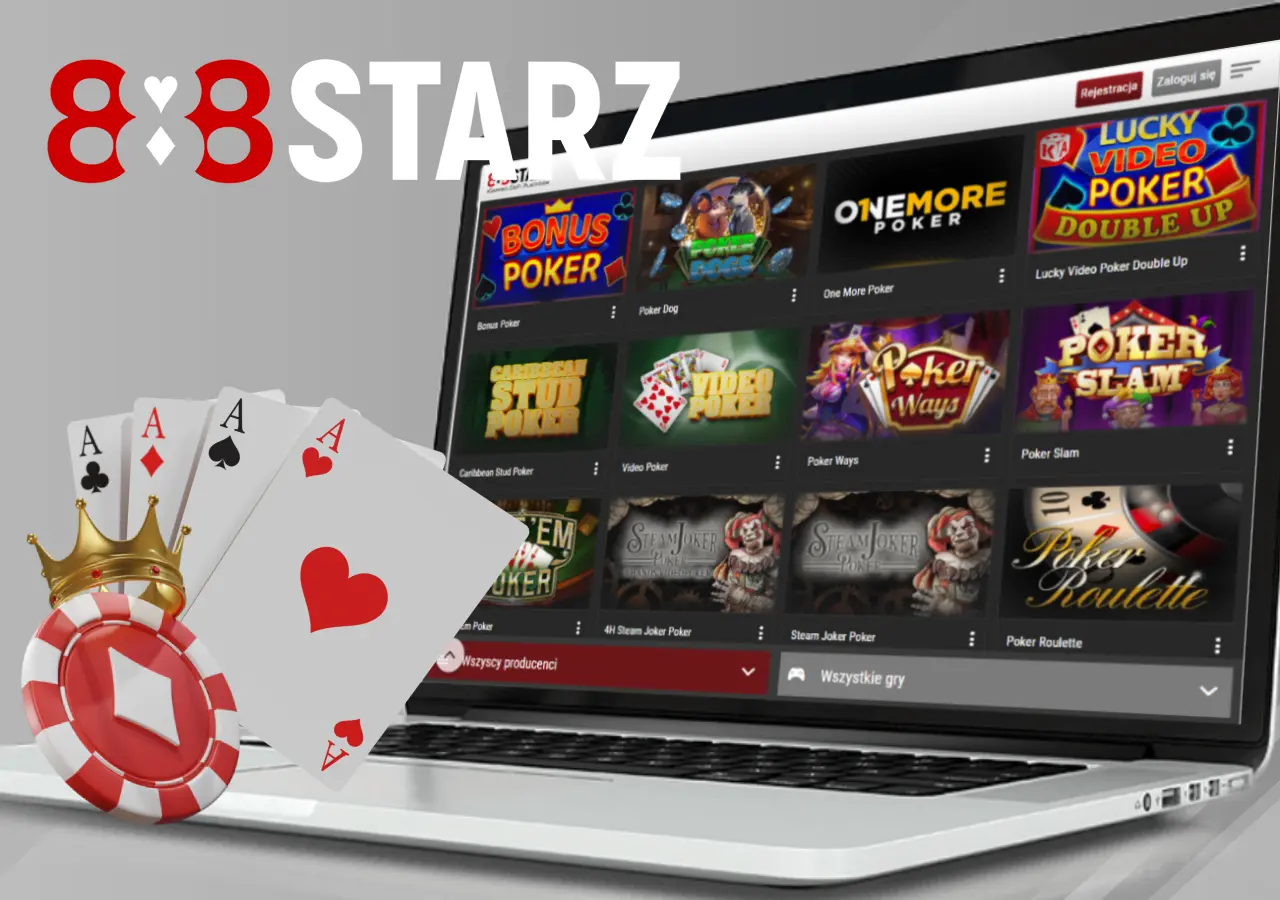 888STARZ
Rejestracja
Zaloguj się
BONUS
POKER
Bonus Poker
POKER
DOGS
Poker Dog
ONEMORE
POKER
One More Poker
LUCKY
VIDEO
POKER
DOUBLE UP
Lucky Video Poker Double Up
CARIBBEAN
STUD
POKER
Caribbean Stud Poker
VIDEO
POKER
Video Poker
Poker
Ways
Poker Ways
POKER
SLAM
Poker Slam
'EM
POKER
em Poker
STEAM JOKER
POKER
4H Steam Joker Poker
STEAM JOKER
POKER
Steam Joker Poker
10
Poker
Roulette
Poker Roulette
Wszyscy producenci
Wszystkie gry
A
A
A
A
A